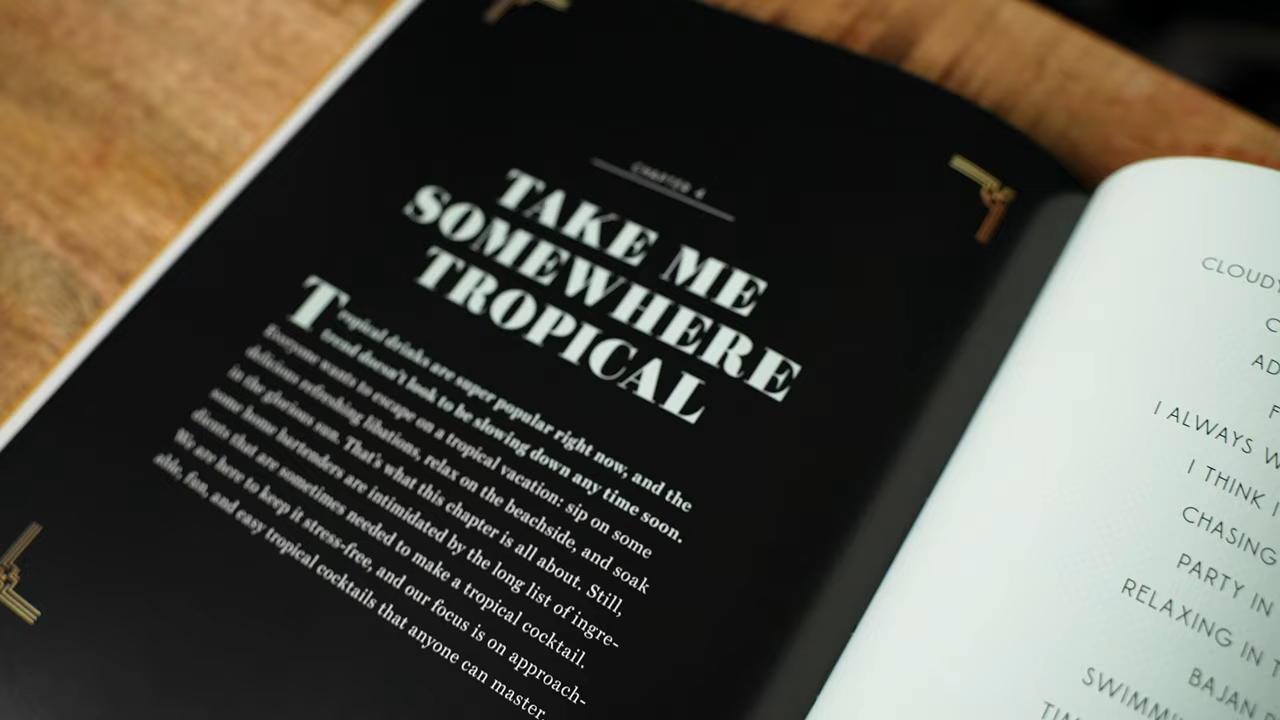 CHAPTER 4
TAKE ME
SOMEWHERE
TROPICAL
Tropical drinks are super popular right now, and the
trend doesn't look to be slowing down any time soon.
Everyone wants to escape on a tropical vacation: sip on some
delicious refreshing libations, relax on the beachside, and soak
in the glorious sun. That's what this chapter is all about. Still,
some home bartenders are intimidated by the long list of ingre-
dients that are sometimes needed to make a tropical cocktail.
We are here to keep it stress-free, and our focus is on approach-
able, fun, and easy tropical cocktails that anyone can master.
CLOUDY
C
AD
F
I ALWAYS W
I THINK I
CHASING
PARTY IN
RELAXING IN T
BAJAN
SWIMMI
TIM